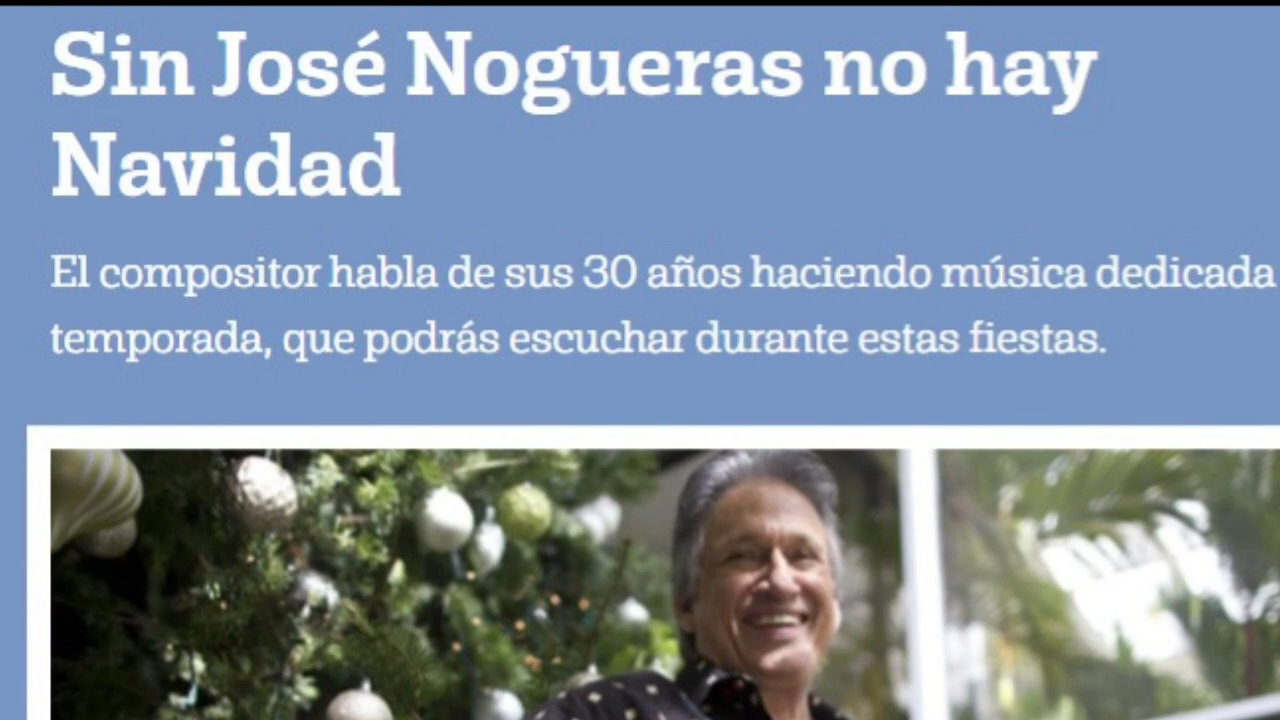 Sin José Nogueras no hay
Navidad
El compositor habla de sus 30 años haciendo música dedicada
temporada, que podrás escuchar durante estas fiestas.